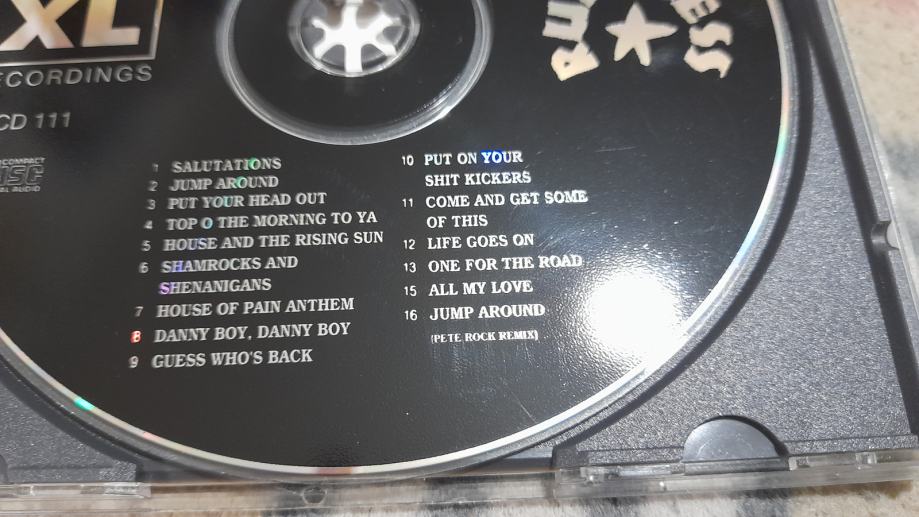 XL
RECORDINGS
CD 111
COMPACT
DISC
DIGITAL AUDIO
1 SALUTATIONS
2 JUMP AROUND
3 PUT YOUR HEAD OUT
4 TOP O THE MORNING TO YA
5 HOUSE AND THE RISING SUN
6 SHAMROCKS AND
SHENANIGANS
7 HOUSE OF PAIN ANTHEM
8 DANNY BOY, DANNY BOY
9 GUESS WHO'S BACK
10 PUT ON YOUR
SHIT KICKERS
11 COME AND GET SOME
OF THIS
12 LIFE GOES ON
13 ONE FOR THE ROAD
15 ALL MY LOVE
16 JUMP AROUND
(PETE ROCK REMIX)